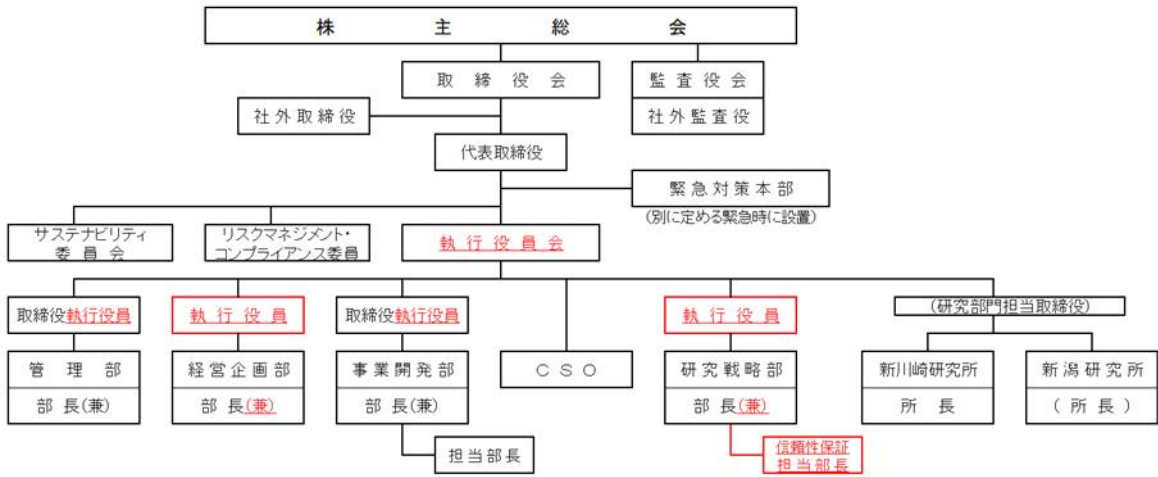 株主総会
取締役会
監査役会
社外取締役
社外監査役
代表取締役
緊急対策本部
(別に定める緊急時に設置)
サステナビリティ
委員会
リスクマネジメント・
コンプライアンス委員
執行役員会
取締役執行役員
執行役員
取締役執行役員
執行役員
(研究部門担当取締役)
管理部
部長(兼)
経営企画部
部長(兼)
事業開発部
部長(兼)
CSO
研究戦略部
部長(兼)
新川崎研究所
所長
新潟研究所
(所長)
担当部長
信頼性保証
担当部長